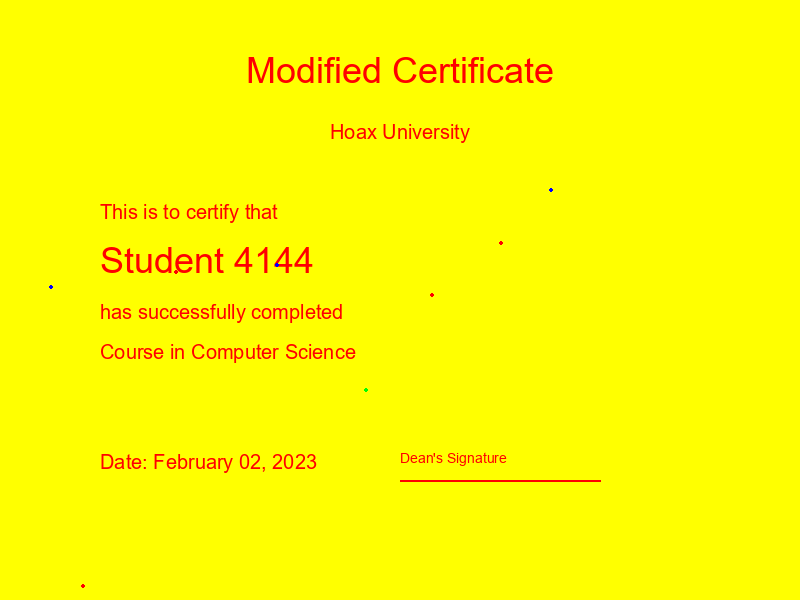 Modified Certificate
Hoax University
This is to certify that
Student 4144
has successfully completed
Course in Computer Science
Date: February 02, 2023
Dean's Signature